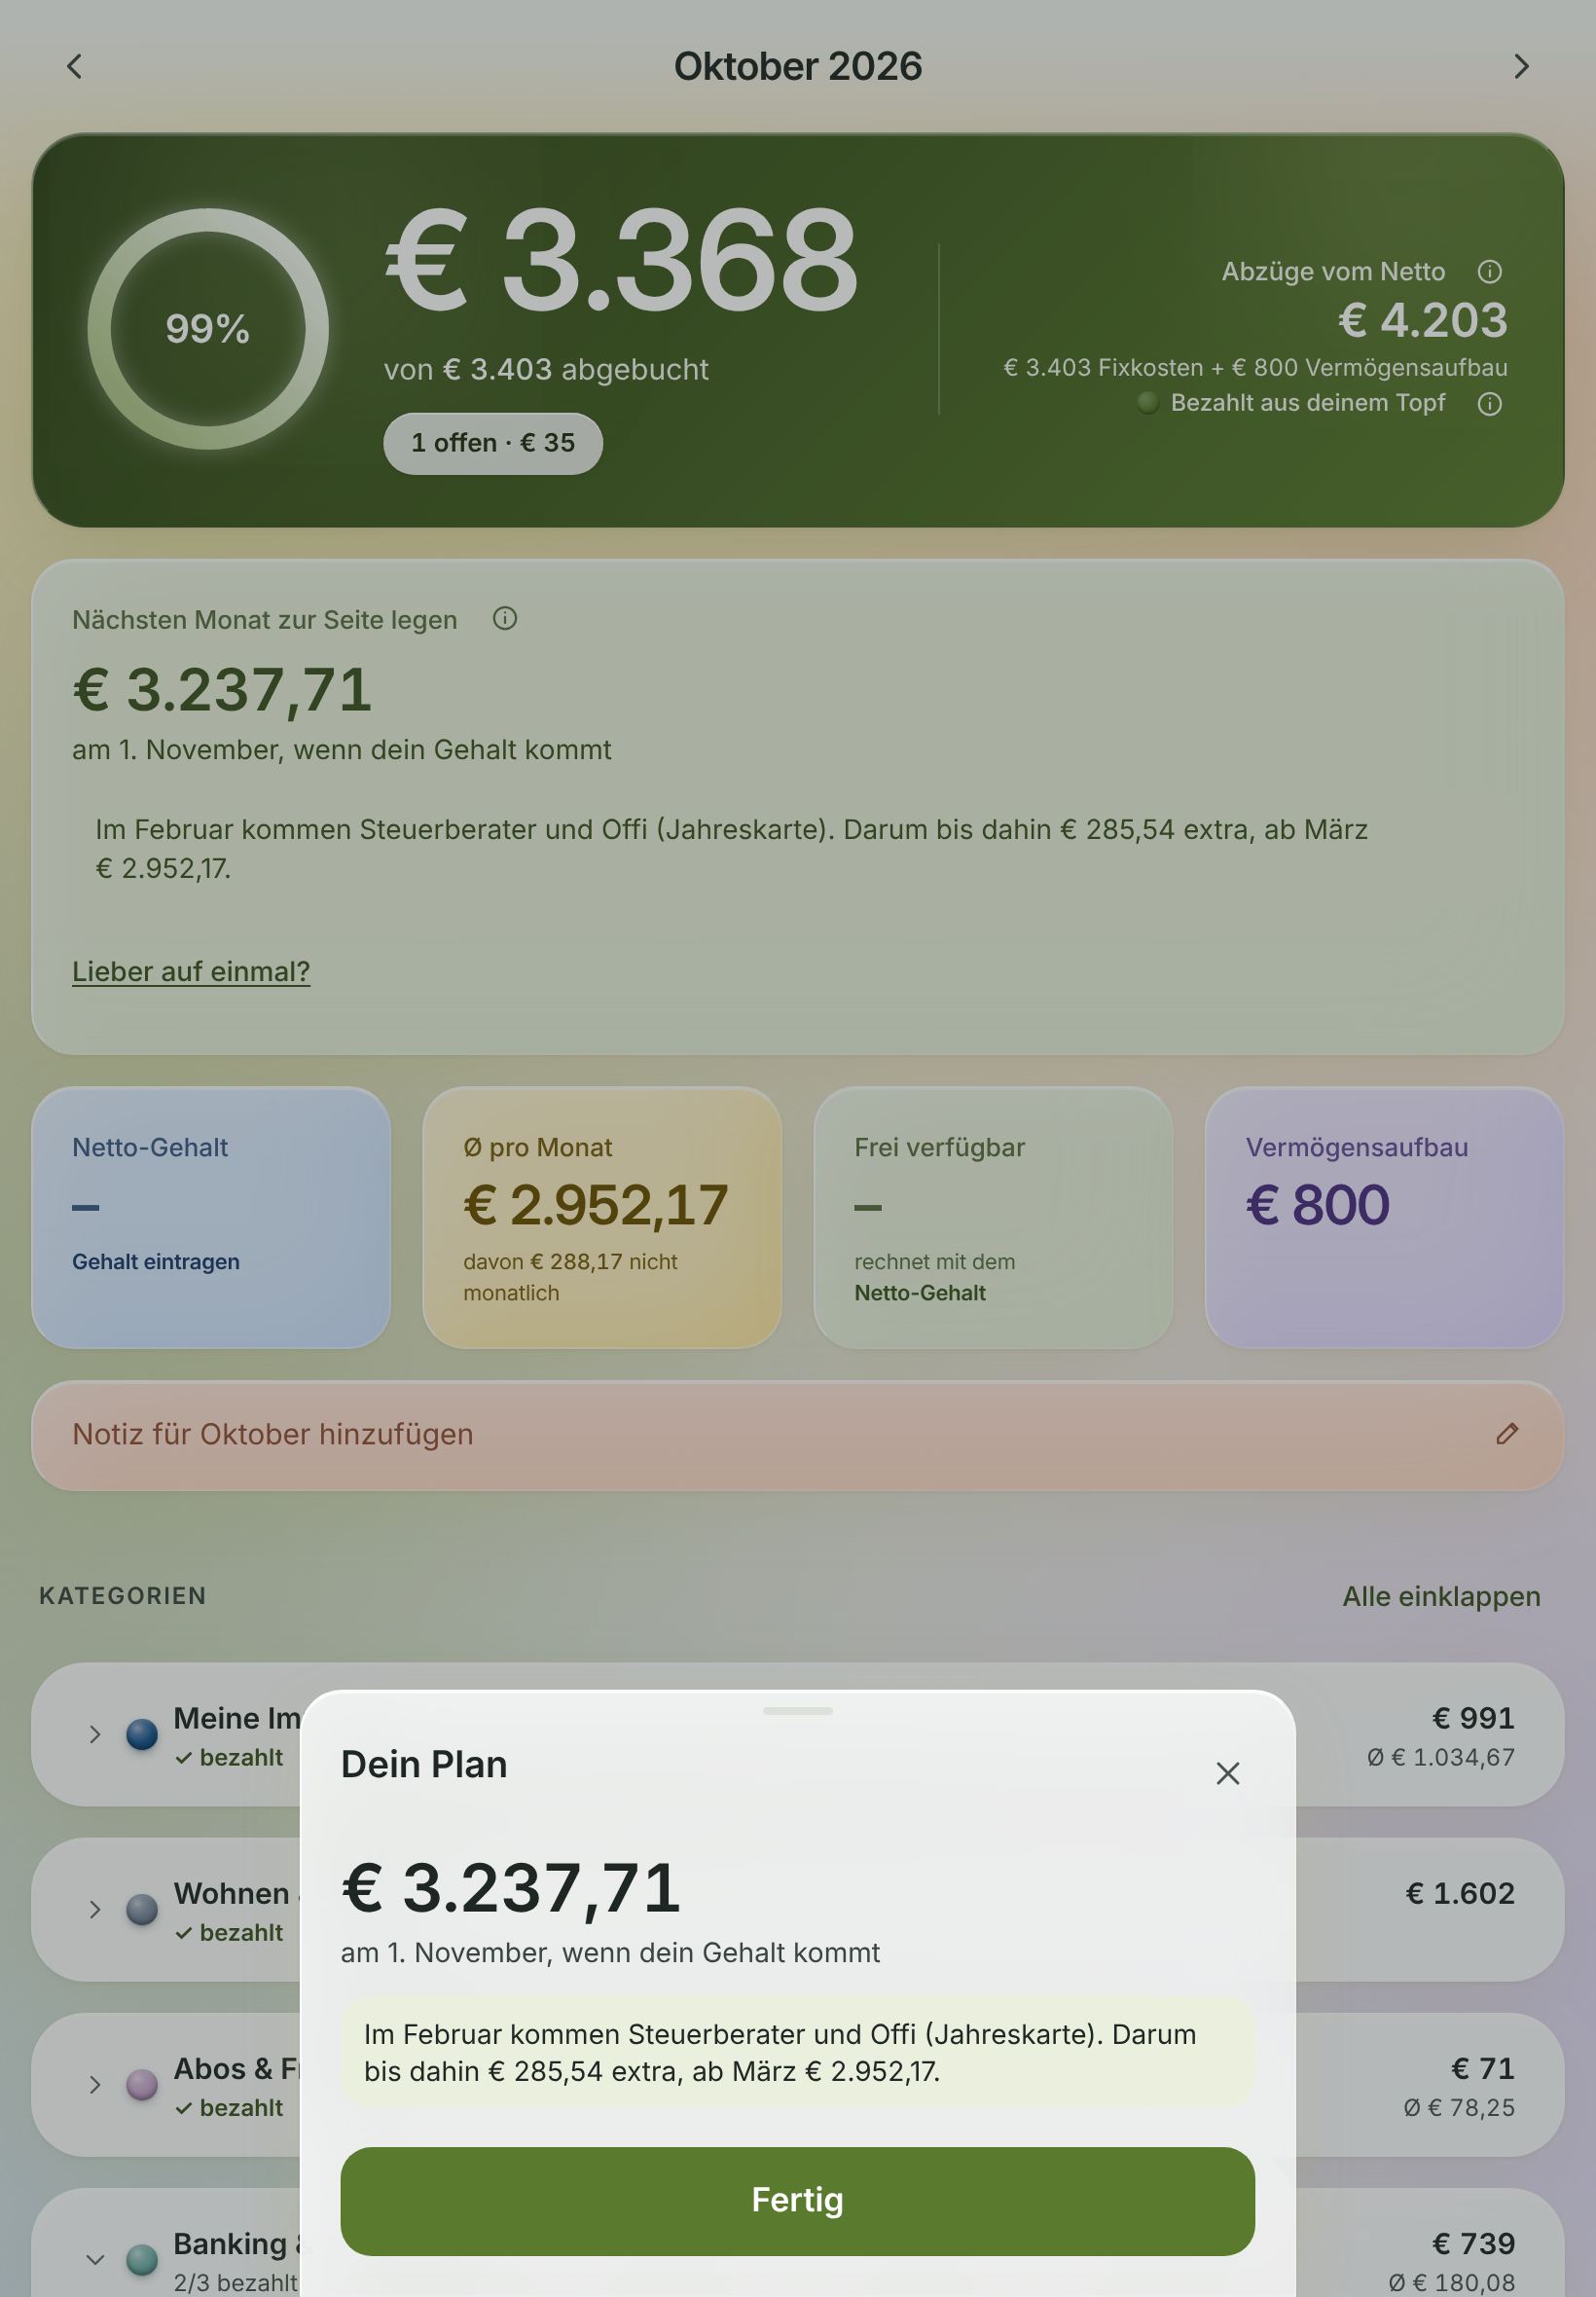 Oktober 2026
99%
€ 3.368
von € 3.403 abgebucht
1 offen · € 35
Abzüge vom Netto
€ 4.203
€ 3.403 Fixkosten + € 800 Vermögensaufbau
Bezahlt aus deinem Topf
Nächsten Monat zur Seite legen
€ 3.237,71
am 1. November, wenn dein Gehalt kommt
Im Februar kommen Steuerberater und Offi (Jahreskarte). Darum bis dahin € 285,54 extra, ab März
€ 2.952,17.
Lieber auf einmal?
Netto-Gehalt
–
Gehalt eintragen
Ø pro Monat
€ 2.952,17
davon € 288,17 nicht
monatlich
Frei verfügbar
–
rechnet mit dem
Netto-Gehalt
Vermögensaufbau
€ 800
Notiz für Oktober hinzufügen
KATEGORIEN
Alle einklappen
Meine
✓ bezahlt
€ 991
Ø € 1.034,67
Wohnen
✓ bezahlt
€ 1.602
Abos &
✓ bezahlt
€ 71
Ø € 78,25
Banking
2/3 bezahlt
€ 739
Ø € 180,08
Dein Plan
€ 3.237,71
am 1. November, wenn dein Gehalt kommt
Im Februar kommen Steuerberater und Offi (Jahreskarte). Darum
bis dahin € 285,54 extra, ab März € 2.952,17.
Fertig